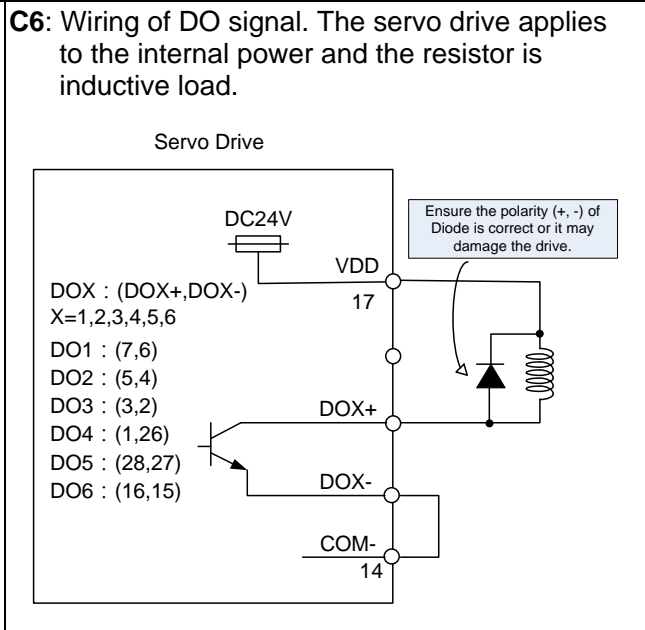 C6: Wiring of DO signal. The servo drive applies
to the internal power and the resistor is
inductive load.
Servo Drive
DC24V
Ensure the polarity (+, -) of
Diode is correct or it may
damage the drive.
VDD
17
DOX : (DOX+,DOX-)
X=1,2,3,4,5,6
DO1 : (7,6)
DO2 : (5,4)
DO3 : (3,2)
DO4 : (1,26)
DO5 : (28,27)
DO6 : (16,15)
DOX+
DOX-
COM-
14